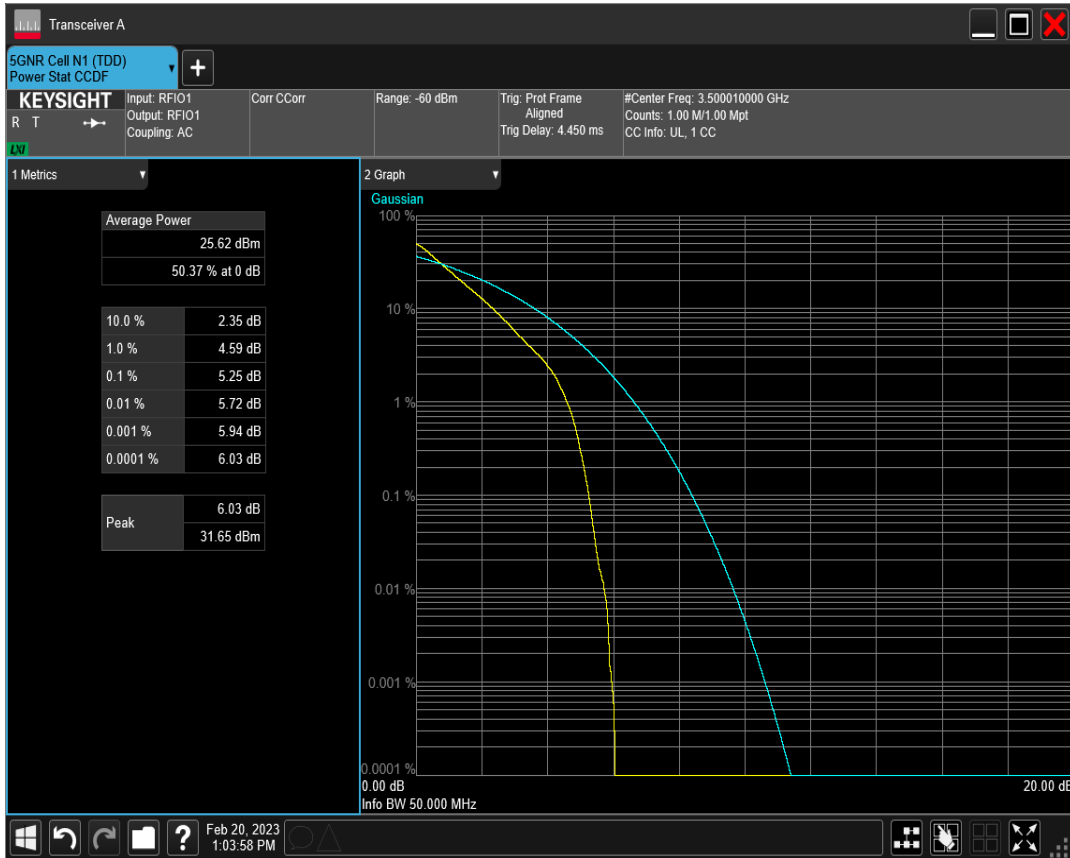 Transceiver A
5GNR Cell N1 (TDD)
Power Stat CCDF
+
KEYSIGHT
R T
LXI
Input: RFIO1
Output: RFIO1
Coupling: AC
Corr CCorr
Range: -60 dBm
Trig: Prot Frame
Aligned
Trig Delay: 4.450 ms
#Center Freq: 3.500010000 GHz
Counts: 1.00 M/1.00 Mpt
CC Info: UL, 1 CC
1 Metrics
Average Power
25.62 dBm
50.37 % at 0 dB
10.0 % 2.35 dB
1.0 % 4.59 dB
0.1 % 5.25 dB
0.01 % 5.72 dB
0.001 % 5.94 dB
0.0001 % 6.03 dB
Peak
6.03 dB
31.65 dBm
2 Graph
Gaussian
100 %
10 %
1 %
0.1 %
0.01 %
0.001 %
0.0001 %
0.00 dB
20.00 dB
Info BW 50.000 MHz
?
Feb 20, 2023
1:03:58 PM